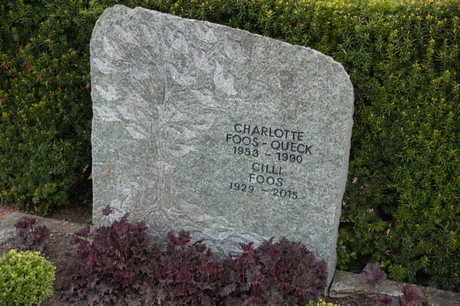 CHARLOTTE
FOOS-QUECK
1953 - 1990
CILLI
FOOS
1929 - 2015